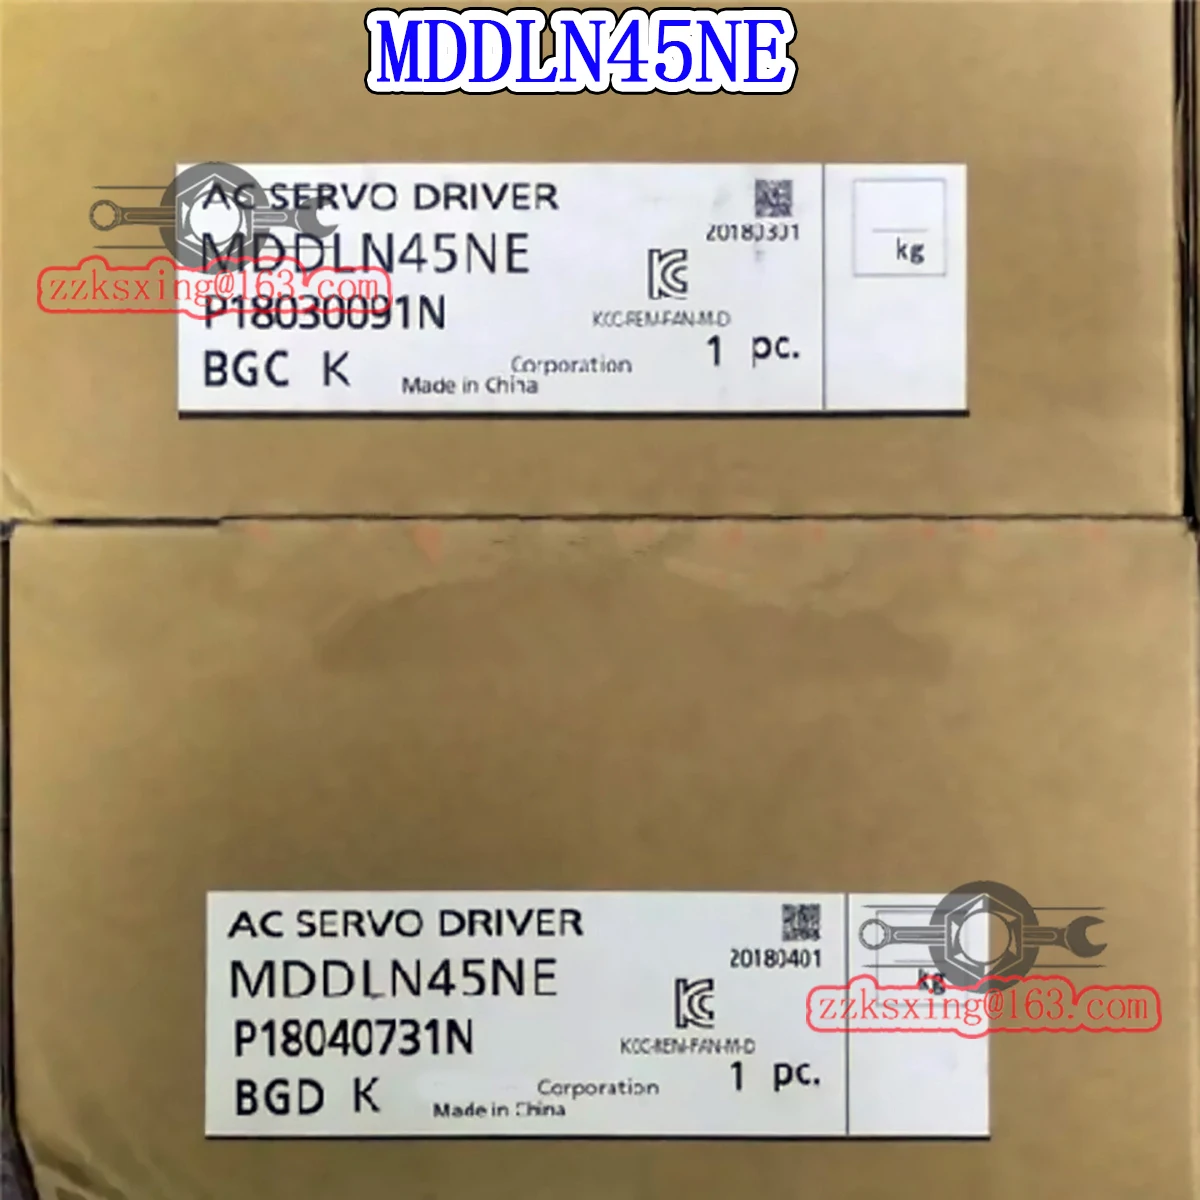 MDDLN45NE
AC SERVO DRIVER
20180301
kg
MDDLN45NE
zzksxing@163.com
P18030091N
KCC-REM-FAN-M-D
1 pc.
BGC K
Corporation
Made in China
AC SERVO DRIVER
20180401
kg
MDDLN45NE
zzksxing@163.com
P18040731N
KCC-REM-FAN-M-D
1 pc.
BGD K
Corporation
Made in China